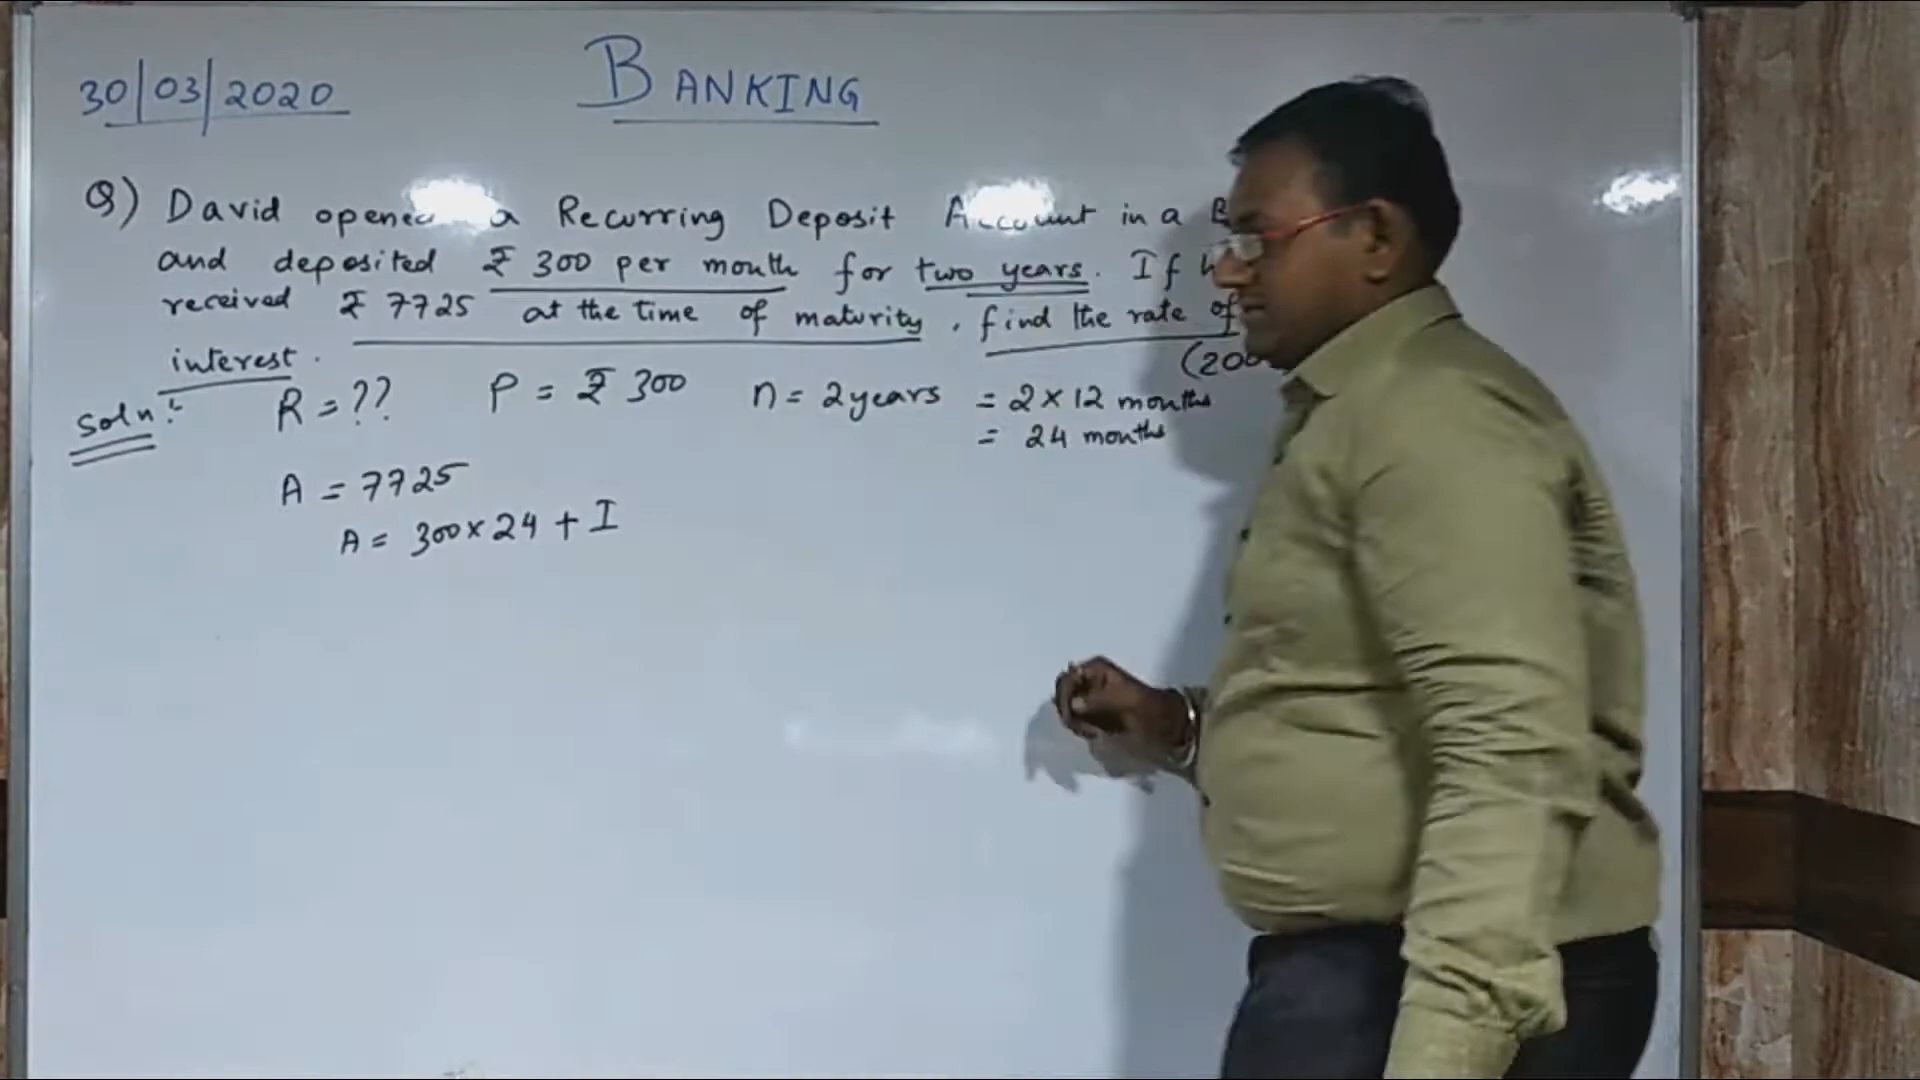 30/03/2020
BANKING
Q) David opened a Recurring Deposit Account in a
and deposited ₹ 300 per month for two years. If
received ₹ 7725 at the time of maturity, find the rate of
interest.
Soln:
R = ??
P = ₹ 300
n = 2 years = 2 × 12 months
= 24 months
A = 7725
A = 300 × 24 + I